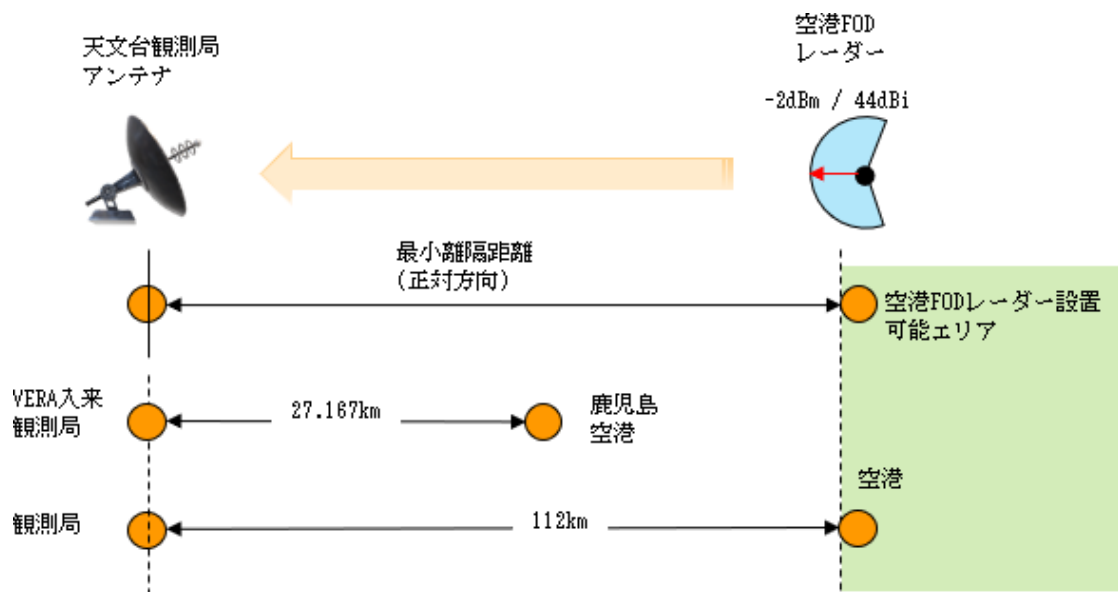 天文台観測局
アンテナ
空港FOD
レーダー
-2dBm / 44dBi
最小離隔距離
(正対方向)
空港FODレーダー設置
可能エリア
VERA入来
観測局
27.167km
鹿児島
空港
空港
観測局
112km